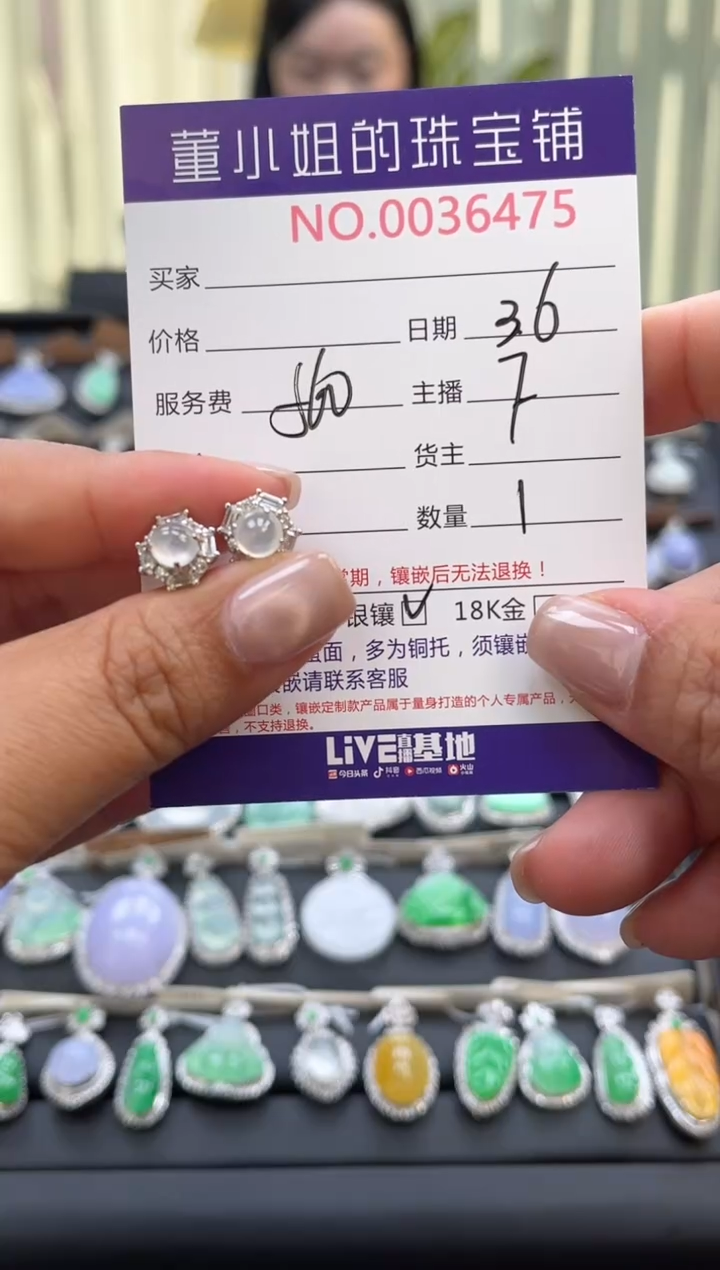 董小姐的珠宝铺
NO.0036475
买家
价格 日期 3.6
服务费 主播 7
货主
数量 1
期，镶嵌后无法退换！
银镶 ✓ 18K金
面，多为铜托，须镶嵌
嵌请联系客服
口类，镶嵌定制款产品属于量身打造的个人专属产品，
，不支持退换。
LiVE直播基地
今日头条 抖音 西瓜视频 火山小视频